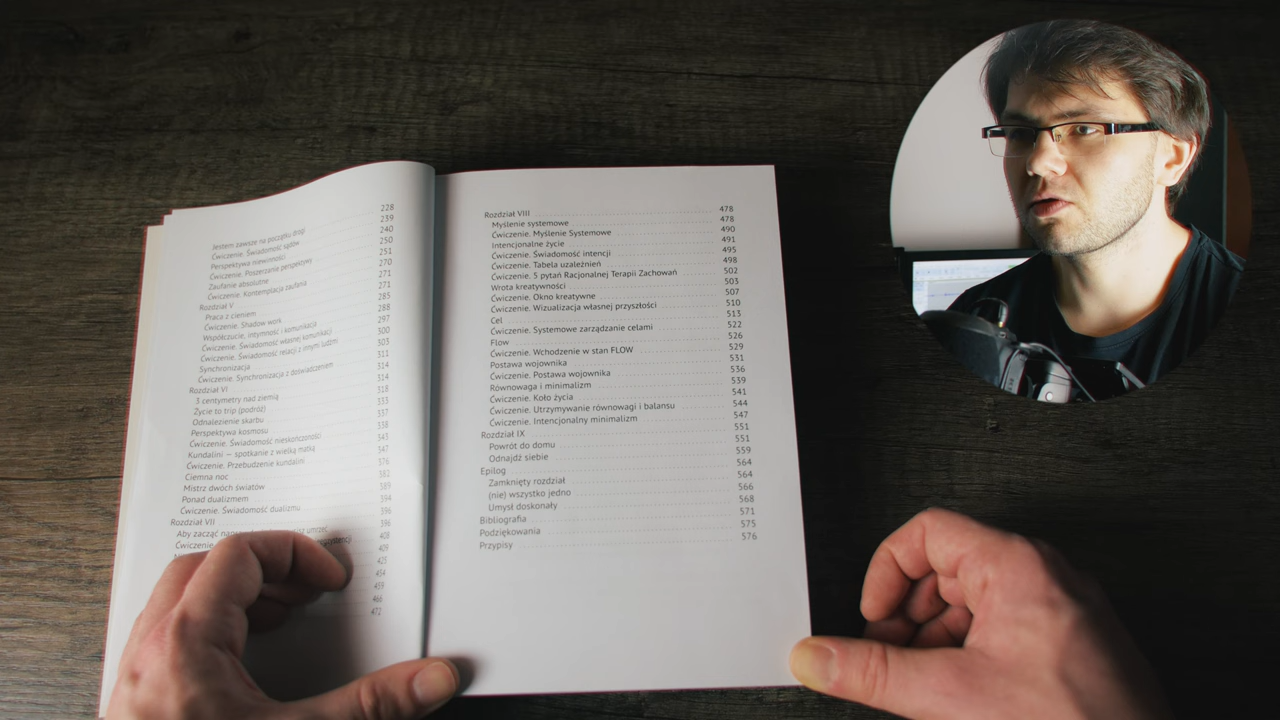 Jestem zawsze na początku drogi 228
Ćwiczenie. Świadomość sądów 239
Perspektywa niewinności 240
Ćwiczenie. Poszerzanie perspektywy 250
Zaufanie absolutne 251
Ćwiczenie. Kontemplacja zaufania 270
Rozdział V 271
Praca z cieniem 271
Ćwiczenie. Shadow work 285
Współczucie, intymność i komunikacja 288
Ćwiczenie. Świadomość własnej komunikacji 297
Ćwiczenie. Świadomość relacji z innymi ludźmi 300
Synchronizacja 303
Ćwiczenie. Synchronizacja z doświadczeniem 311
Rozdział VI 314
3 centymetry nad ziemią 314
Życie to trip (podróż) 318
Odnalezienie skarbu 333
Perspektywa kosmosu 337
Ćwiczenie. Świadomość nieskończoności 338
Kundalini — spotkanie z wielką matką 345
Ćwiczenie. Przebudzenie kundalini 347
Ciemna noc 376
Mistrz dwóch światów 382
Ponad dualizmem 389
Ćwiczenie. Świadomość dualizmu 394
Rozdział VII 396
Aby zacząć 396
Ćwiczenie 408
409
425
454
459
466
472
Rozdział VIII 478
Myślenie systemowe 478
Ćwiczenie. Myślenie Systemowe 490
Intencjonalne życie 491
Ćwiczenie. Świadomość intencji 495
Ćwiczenie. Tabela uzależnień 498
Ćwiczenie. 5 pytań Racjonalnej Terapii Zachowań 502
Wrota kreatywności 503
Ćwiczenie. Okno kreatywne 507
Ćwiczenie. Wizualizacja własnej przyszłości 510
Cel 513
Ćwiczenie. Systemowe zarządzanie celami 522
Flow 526
Ćwiczenie. Wchodzenie w stan FLOW 529
Postawa wojownika 531
Ćwiczenie. Postawa wojownika 536
Równowaga i minimalizm 539
Ćwiczenie. Koło życia 541
Ćwiczenie. Utrzymywanie równowagi i balansu 544
Ćwiczenie. Intencjonalny minimalizm 547
Rozdział IX 551
Powrót do domu 551
Odnajdź siebie 559
Epilog 564
Zamknięty rozdział 564
(nie) wszystko jedno 566
Umysł doskonały 568
Bibliografia 571
Podziękowania 575
Przypisy 576